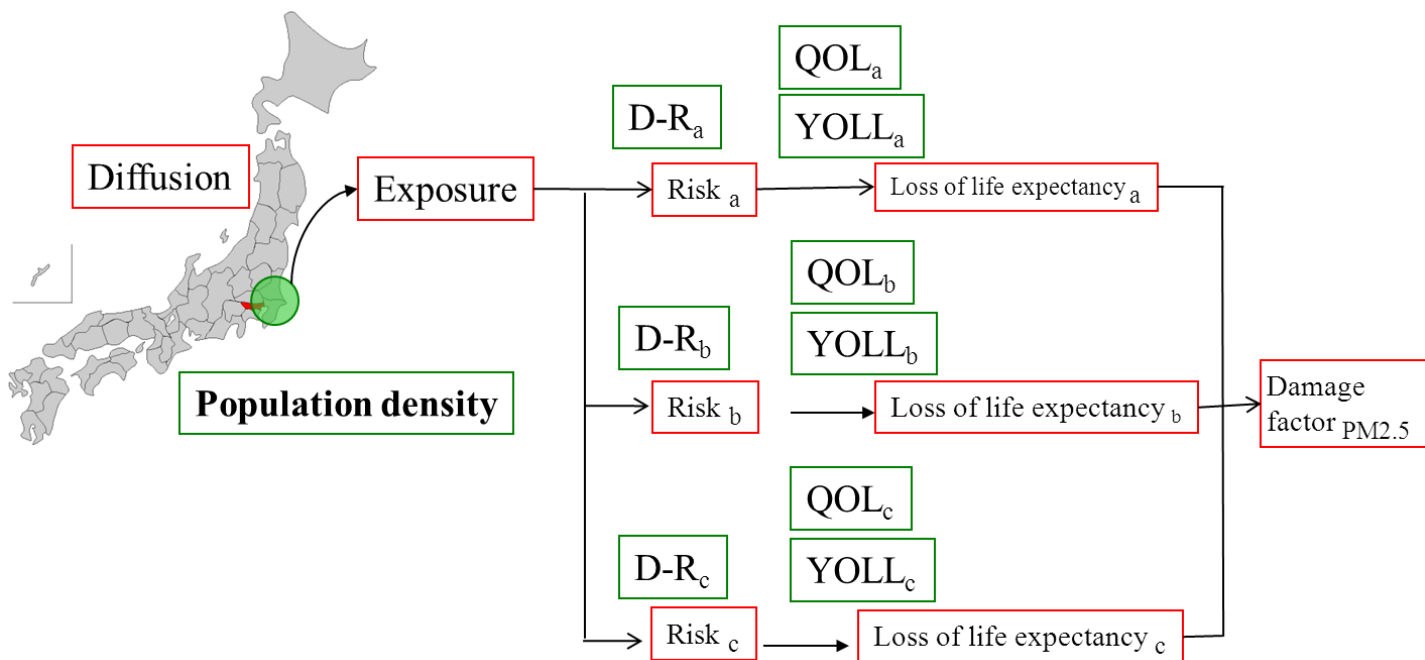 QOLa
D-Ra
YOLLa
Diffusion
Exposure
Risk a
Loss of life expectancy a
QOLb
D-Rb
YOLLb
Population density
Risk b
Loss of life expectancy b
Damage
factor PM2.5
QOLc
D-Rc
YOLLc
Risk c
Loss of life expectancy c